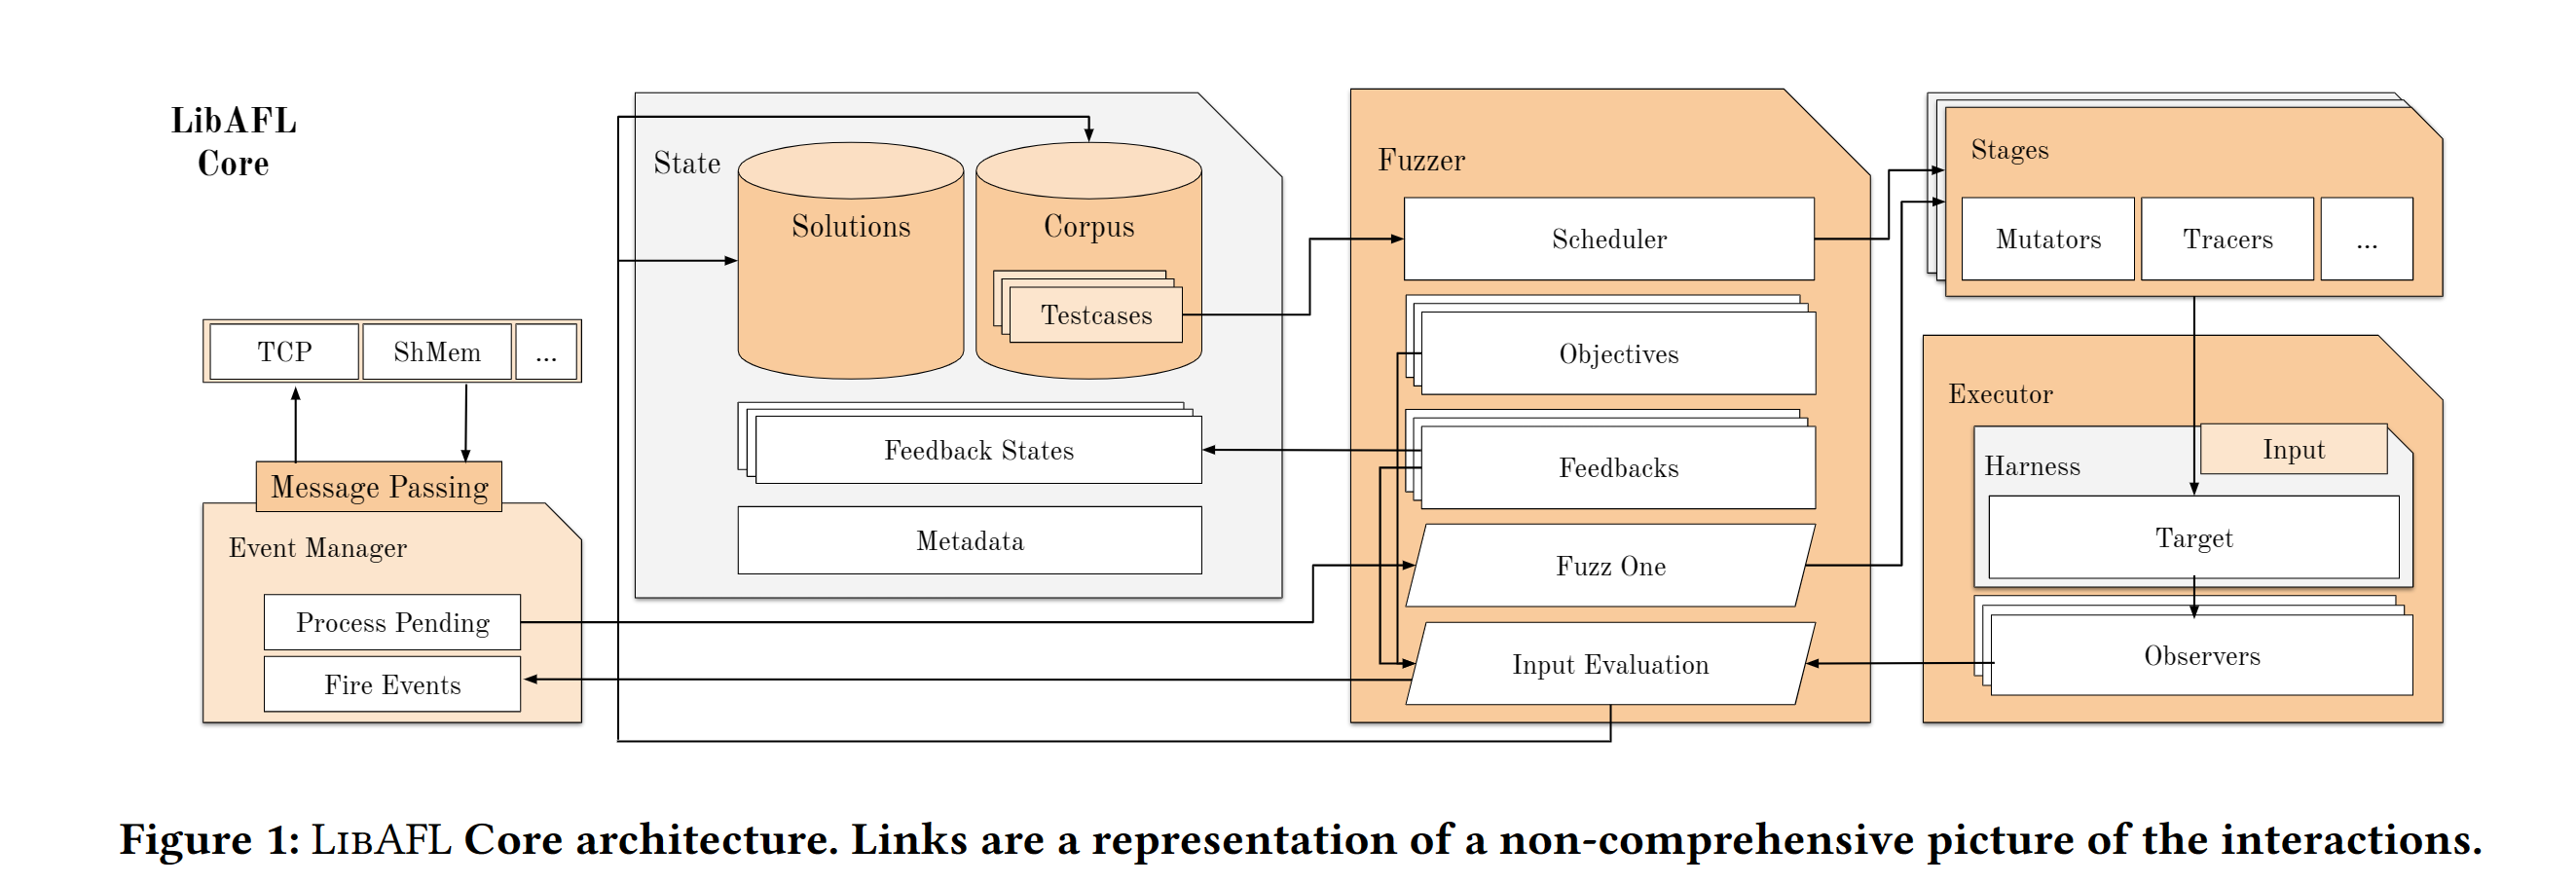 LibAFL
Core
State
Solutions
Corpus
Testcases
Feedback States
Metadata
TCP
ShMem
...
Message Passing
Event Manager
Process Pending
Fire Events
Fuzzer
Scheduler
Objectives
Feedbacks
Fuzz One
Input Evaluation
Stages
Mutators
Tracers
...
Executor
Input
Harness
Target
Observers
Figure 1: LIBAFL Core architecture. Links are a representation of a non-comprehensive picture of the interactions.